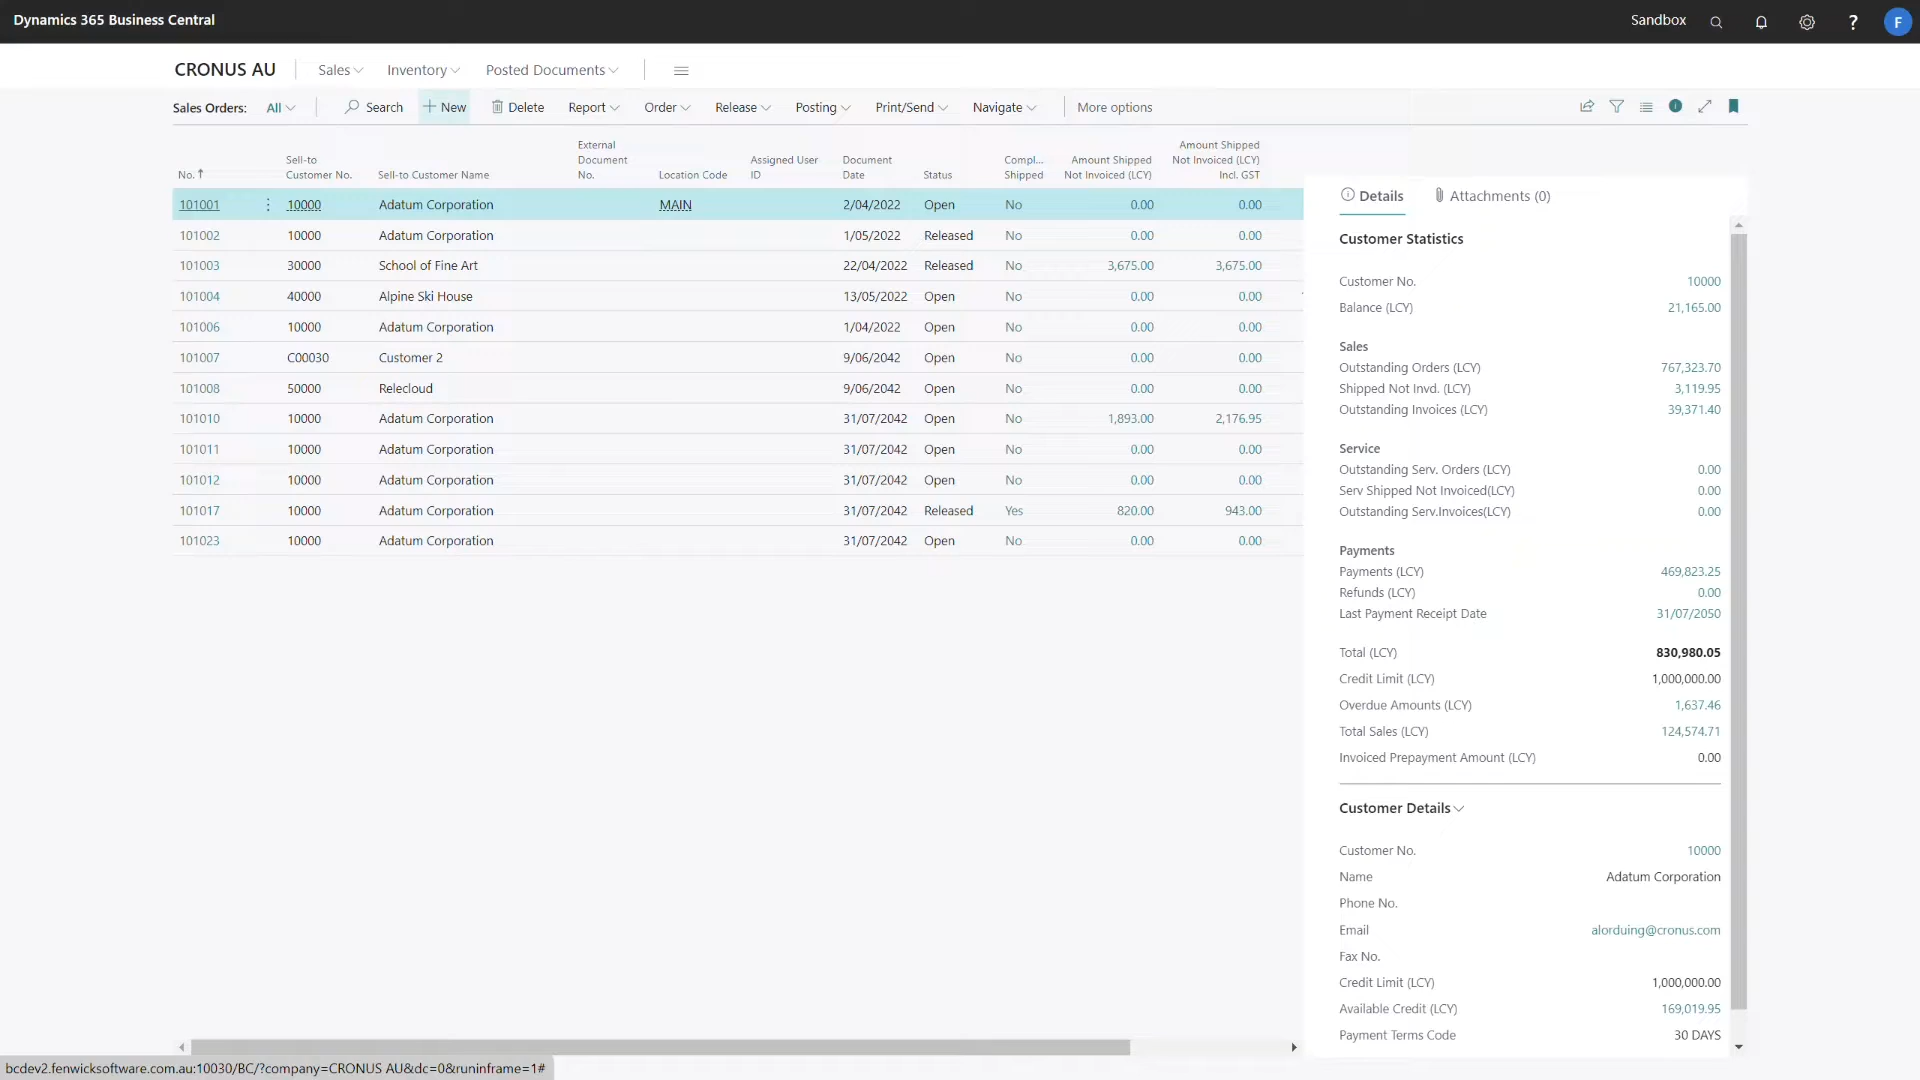 Dynamics 365 Business Central
Sandbox
?
F
CRONUS AU
Sales
Inventory
Posted Documents
Sales Orders:
All
Search
New
Delete
Report
Order
Release
Posting
Print/Send
Navigate
More options
No. ↑
Sell-to
Customer No.
Sell-to Customer Name
External
Document
No.
Location Code
Assigned User
ID
Document
Date
Status
Compl...
Shipped
Amount Shipped
Not Invoiced (LCY)
Amount Shipped
Not Invoiced (LCY)
Incl. GST
101001 10000 Adatum Corporation MAIN 2/04/2022 Open No 0.00 0.00
101002 10000 Adatum Corporation 1/05/2022 Released No 0.00 0.00
101003 30000 School of Fine Art 22/04/2022 Released No 3,675.00 3,675.00
101004 40000 Alpine Ski House 13/05/2022 Open No 0.00 0.00
101006 10000 Adatum Corporation 1/04/2022 Open No 0.00 0.00
101007 C00030 Customer 2 9/06/2042 Open No 0.00 0.00
101008 50000 Relecloud 9/06/2042 Open No 0.00 0.00
101010 10000 Adatum Corporation 31/07/2042 Open No 1,893.00 2,176.95
101011 10000 Adatum Corporation 31/07/2042 Open No 0.00 0.00
101012 10000 Adatum Corporation 31/07/2042 Open No 0.00 0.00
101017 10000 Adatum Corporation 31/07/2042 Released Yes 820.00 943.00
101023 10000 Adatum Corporation 31/07/2042 Open No 0.00 0.00
Details
Attachments (0)
Customer Statistics
Customer No. 10000
Balance (LCY) 21,165.00
Sales
Outstanding Orders (LCY) 767,323.70
Shipped Not Invd. (LCY) 3,119.95
Outstanding Invoices (LCY) 39,371.40
Service
Outstanding Serv. Orders (LCY) 0.00
Serv Shipped Not Invoiced(LCY) 0.00
Outstanding Serv.Invoices(LCY) 0.00
Payments
Payments (LCY) 469,823.25
Refunds (LCY) 0.00
Last Payment Receipt Date 31/07/2050
Total (LCY) 830,980.05
Credit Limit (LCY) 1,000,000.00
Overdue Amounts (LCY) 1,637.46
Total Sales (LCY) 124,574.71
Invoiced Prepayment Amount (LCY) 0.00
Customer Details
Customer No. 10000
Name Adatum Corporation
Phone No.
Email alorduing@cronus.com
Fax No.
Credit Limit (LCY) 1,000,000.00
Available Credit (LCY) 169,019.95
Payment Terms Code 30 DAYS
bcdev2.fenwicksoftware.com.au:10030/BC/?company=CRONUS AU&dc=0&runinframe=1#